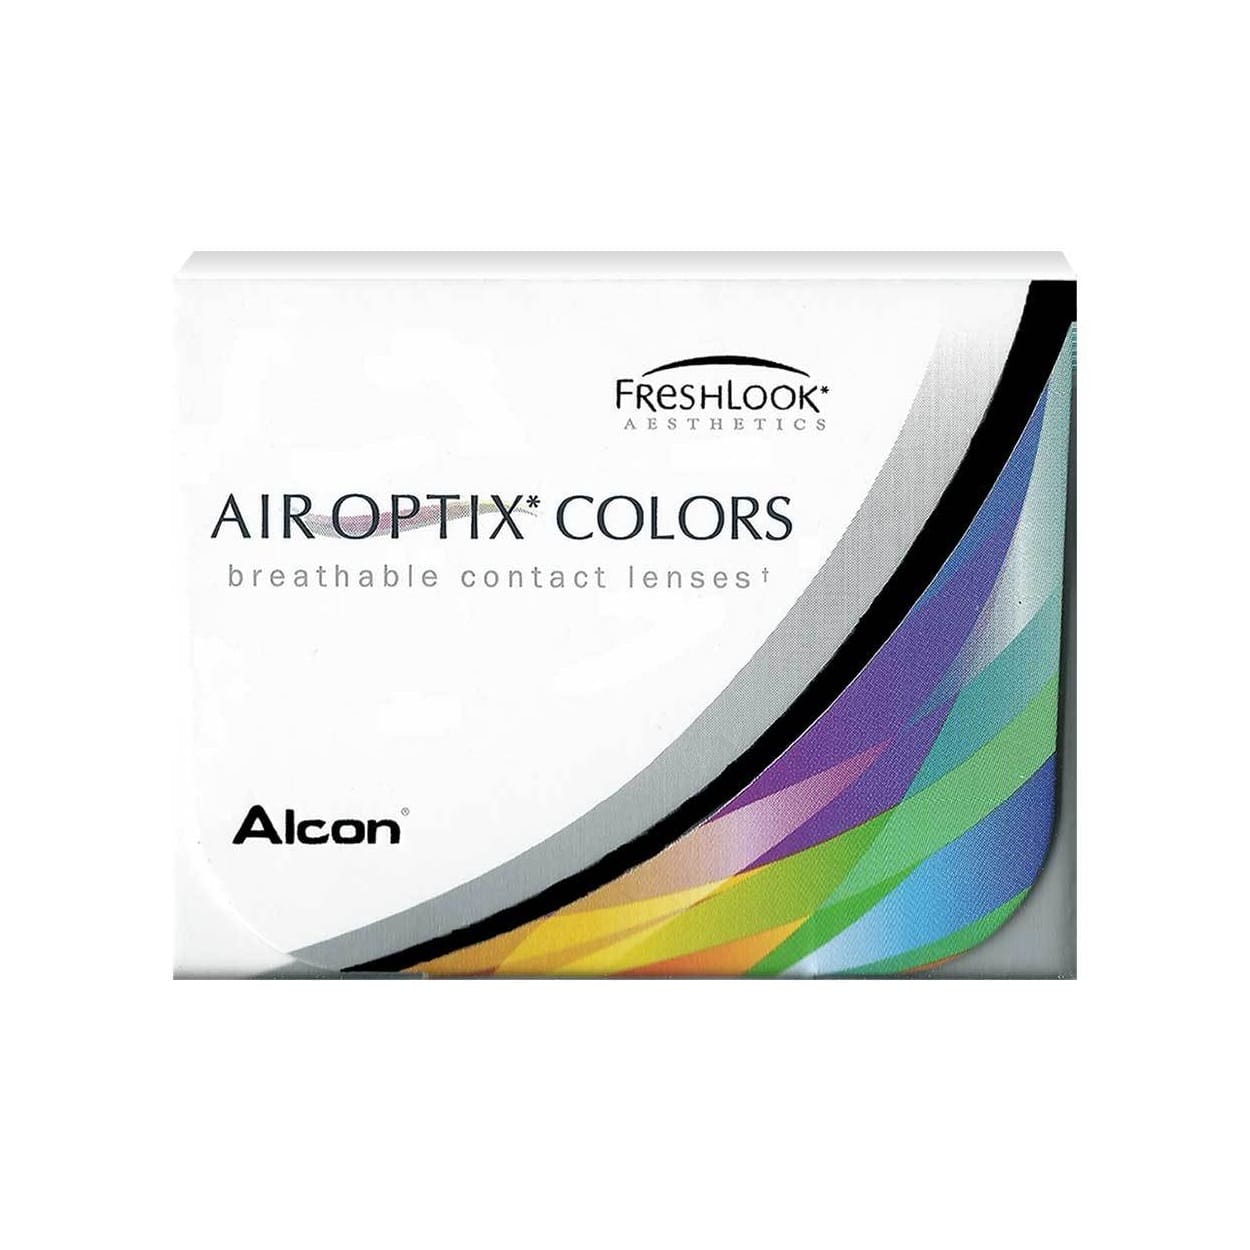 FRESHLOOK*
AESTHETICS
AIR OPTIX* COLORS
breathable contact lenses†
Alcon®